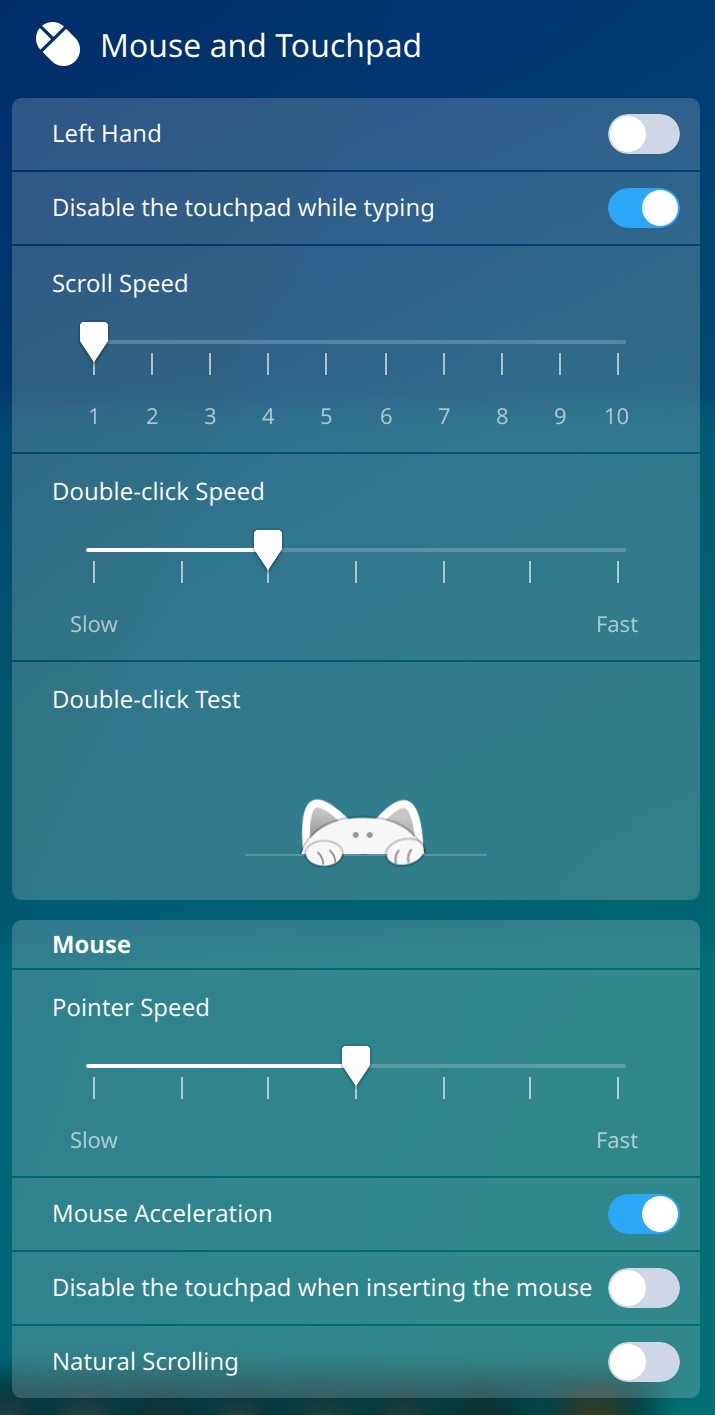 Mouse and Touchpad
Left Hand
Disable the touchpad while typing
Scroll Speed
1 2 3 4 5 6 7 8 9 10
Double-click Speed
Slow Fast
Double-click Test
Mouse
Pointer Speed
Slow Fast
Mouse Acceleration
Disable the touchpad when inserting the mouse
Natural Scrolling